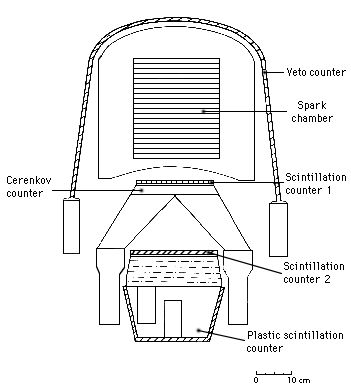 Veto counter
Spark
chamber
Cerenkov
counter
Scintillation
counter 1
Scintillation
counter 2
Plastic scintillation
counter
0 10 cm